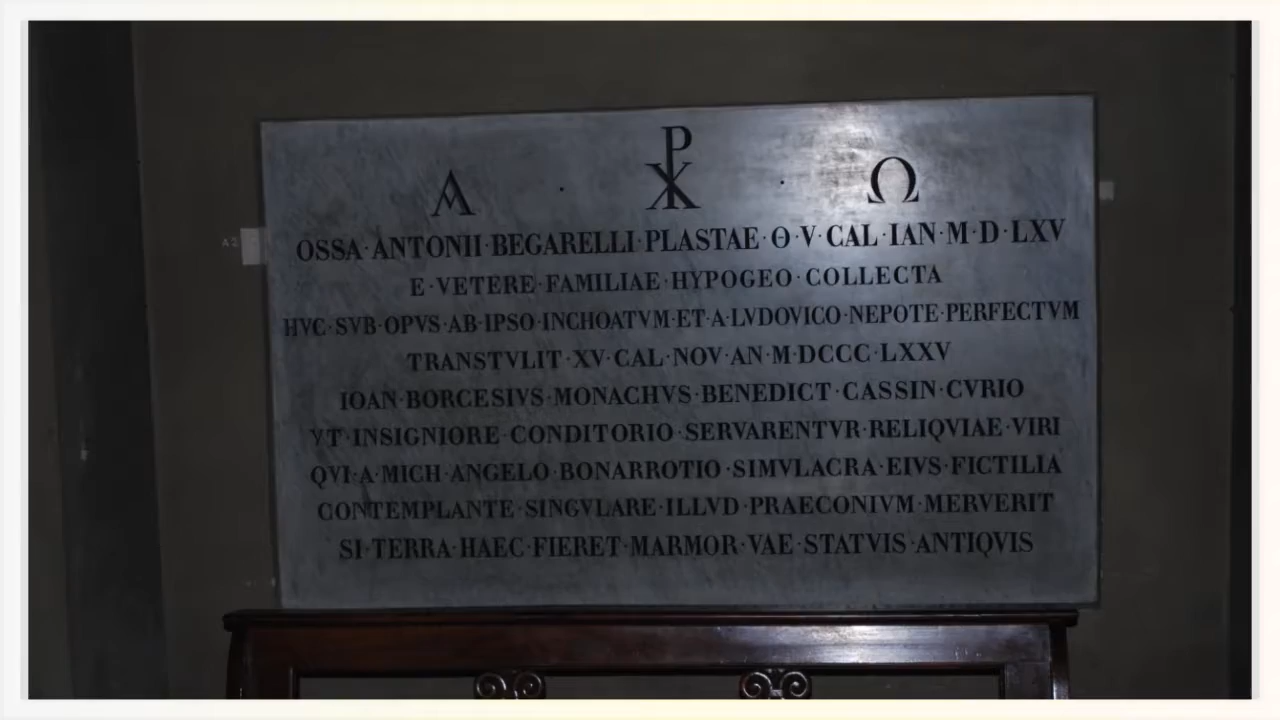 Α · ☧ · Ω
OSSA·ANTONII·BEGARELLI·PLASTAE·Θ·V·CAL·IAN·M·D·LXV
E·VETERE·FAMILIAE·HYPOGEO·COLLECTA
HVC·SVB·OPVS·AB·IPSO·INCHOATVM·ET·A·LVDOVICO·NEPOTE·PERFECTVM
TRANSTVLIT·XV·CAL·NOV·AN·M·DCCC·LXXV
IOAN·BORCESIVS·MONACHVS·BENEDICT·CASSIN·CVRIO
VT·INSIGNIORE·CONDITORIO·SERVARENTVR·RELIQVIAE·VIRI
QVI·A·MICH·ANGELO·BONARROTIO·SIMVLACRA·EIVS·FICTILIA
CONTEMPLANTE·SINGVLARE·ILLVD·PRAECONIVM·MERVERIT
SI·TERRA·HAEC·FIERET·MARMOR·VAE·STATVIS·ANTIQVIS